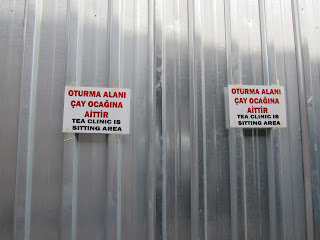 OTURMA ALANI
ÇAY OCAĞINA
AİTTİR
TEA CLINIC IS
SITTING AREA
OTURMA ALANI
ÇAY OCAĞINA
AİTTİR
TEA CLINIC IS
SITTING AREA